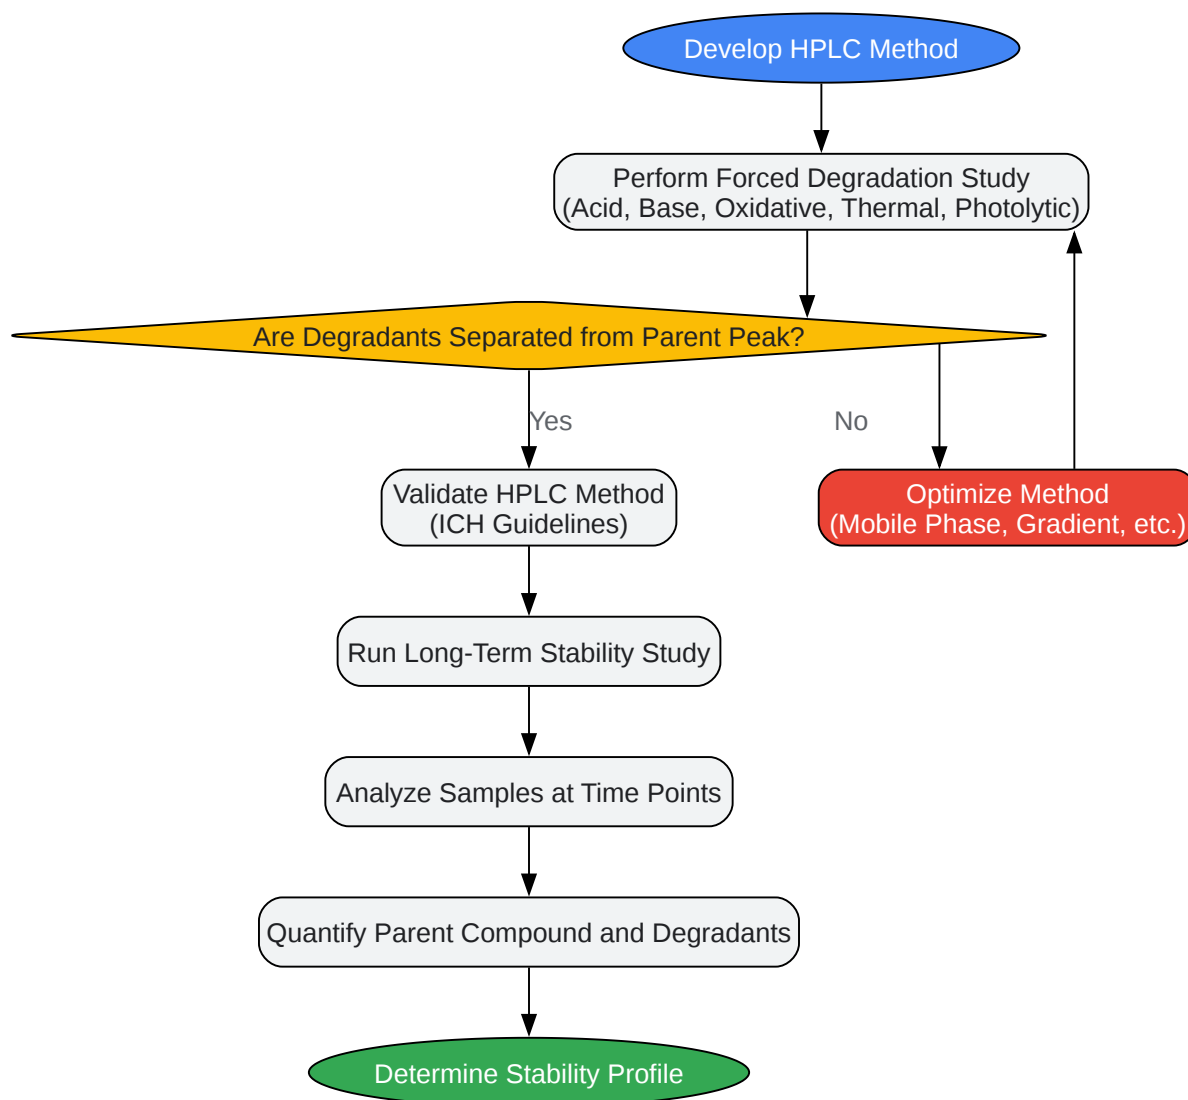 Develop HPLC Method
Perform Forced Degradation Study
(Acid, Base, Oxidative, Thermal, Photolytic)
Are Degradants Separated from Parent Peak?
Yes
No
Validate HPLC Method
(ICH Guidelines)
Optimize Method
(Mobile Phase, Gradient, etc.)
Run Long-Term Stability Study
Analyze Samples at Time Points
Quantify Parent Compound and Degradants
Determine Stability Profile